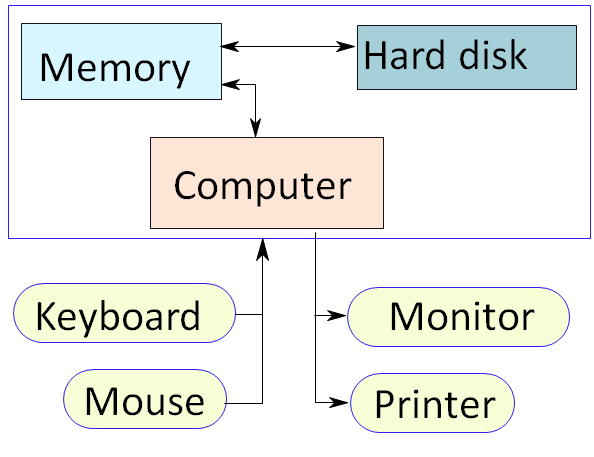 Memory
Hard disk
Computer
Keyboard
Monitor
Mouse
Printer